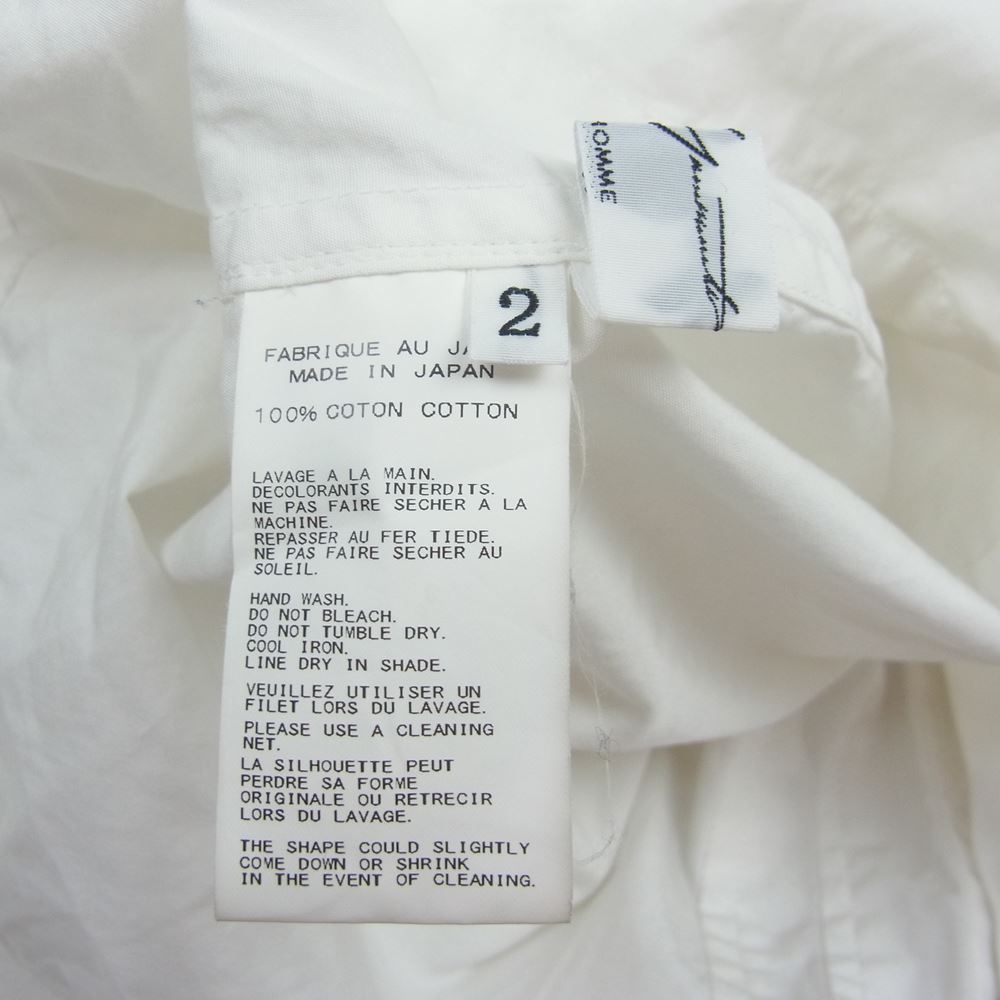 HOMME
2
FABRIQUE AU
MADE IN JAPAN
100% COTON COTTON
LAVAGE A LA MAIN.
DECOLORANTS INTERDITS.
NE PAS FAIRE SECHER A LA
MACHINE.
REPASSER AU FER TIEDE.
NE PAS FAIRE SECHER AU
SOLEIL.
HAND WASH.
DO NOT BLEACH.
DO NOT TUMBLE DRY.
COOL IRON.
LINE DRY IN SHADE.
VEUILLEZ UTILISER UN
FILET LORS DU LAVAGE.
PLEASE USE A CLEANING
NET.
LA SILHOUETTE PEUT
PERDRE SA FORME
ORIGINALE OU RETRECIR
LORS DU LAVAGE.
THE SHAPE COULD SLIGHTLY
COME DOWN OR SHRINK
IN THE EVENT OF CLEANING.